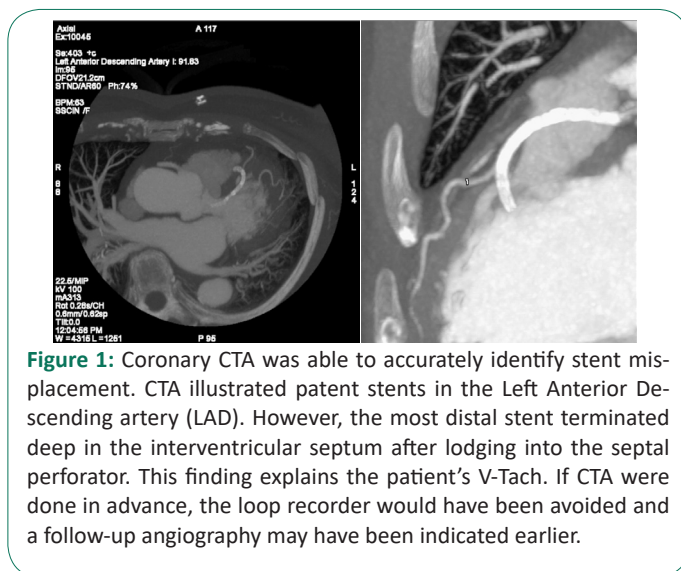 Axial
Ex:10045
A 117
Se:403 +c
Left Anterior Descending Artery I: 91.83
Im:95
DFOV21.2cm
STND/AR60 Ph:74%
BPM:63
SSCIN /F
R
L
8
8
1
2
4
22.5/MIP
kV 100
mA313
Rot 0.28s/CH
0.6mm/0.62sp
Tilt:0.0
12:04:56 PM
W =4315 L =1251
P 95
Figure 1: Coronary CTA was able to accurately identify stent mis-
placement. CTA illustrated patent stents in the Left Anterior De-
scending artery (LAD). However, the most distal stent terminated
deep in the interventricular septum after lodging into the septal
perforator. This finding explains the patient’s V-Tach. If CTA were
done in advance, the loop recorder would have been avoided and
a follow-up angiography may have been indicated earlier.